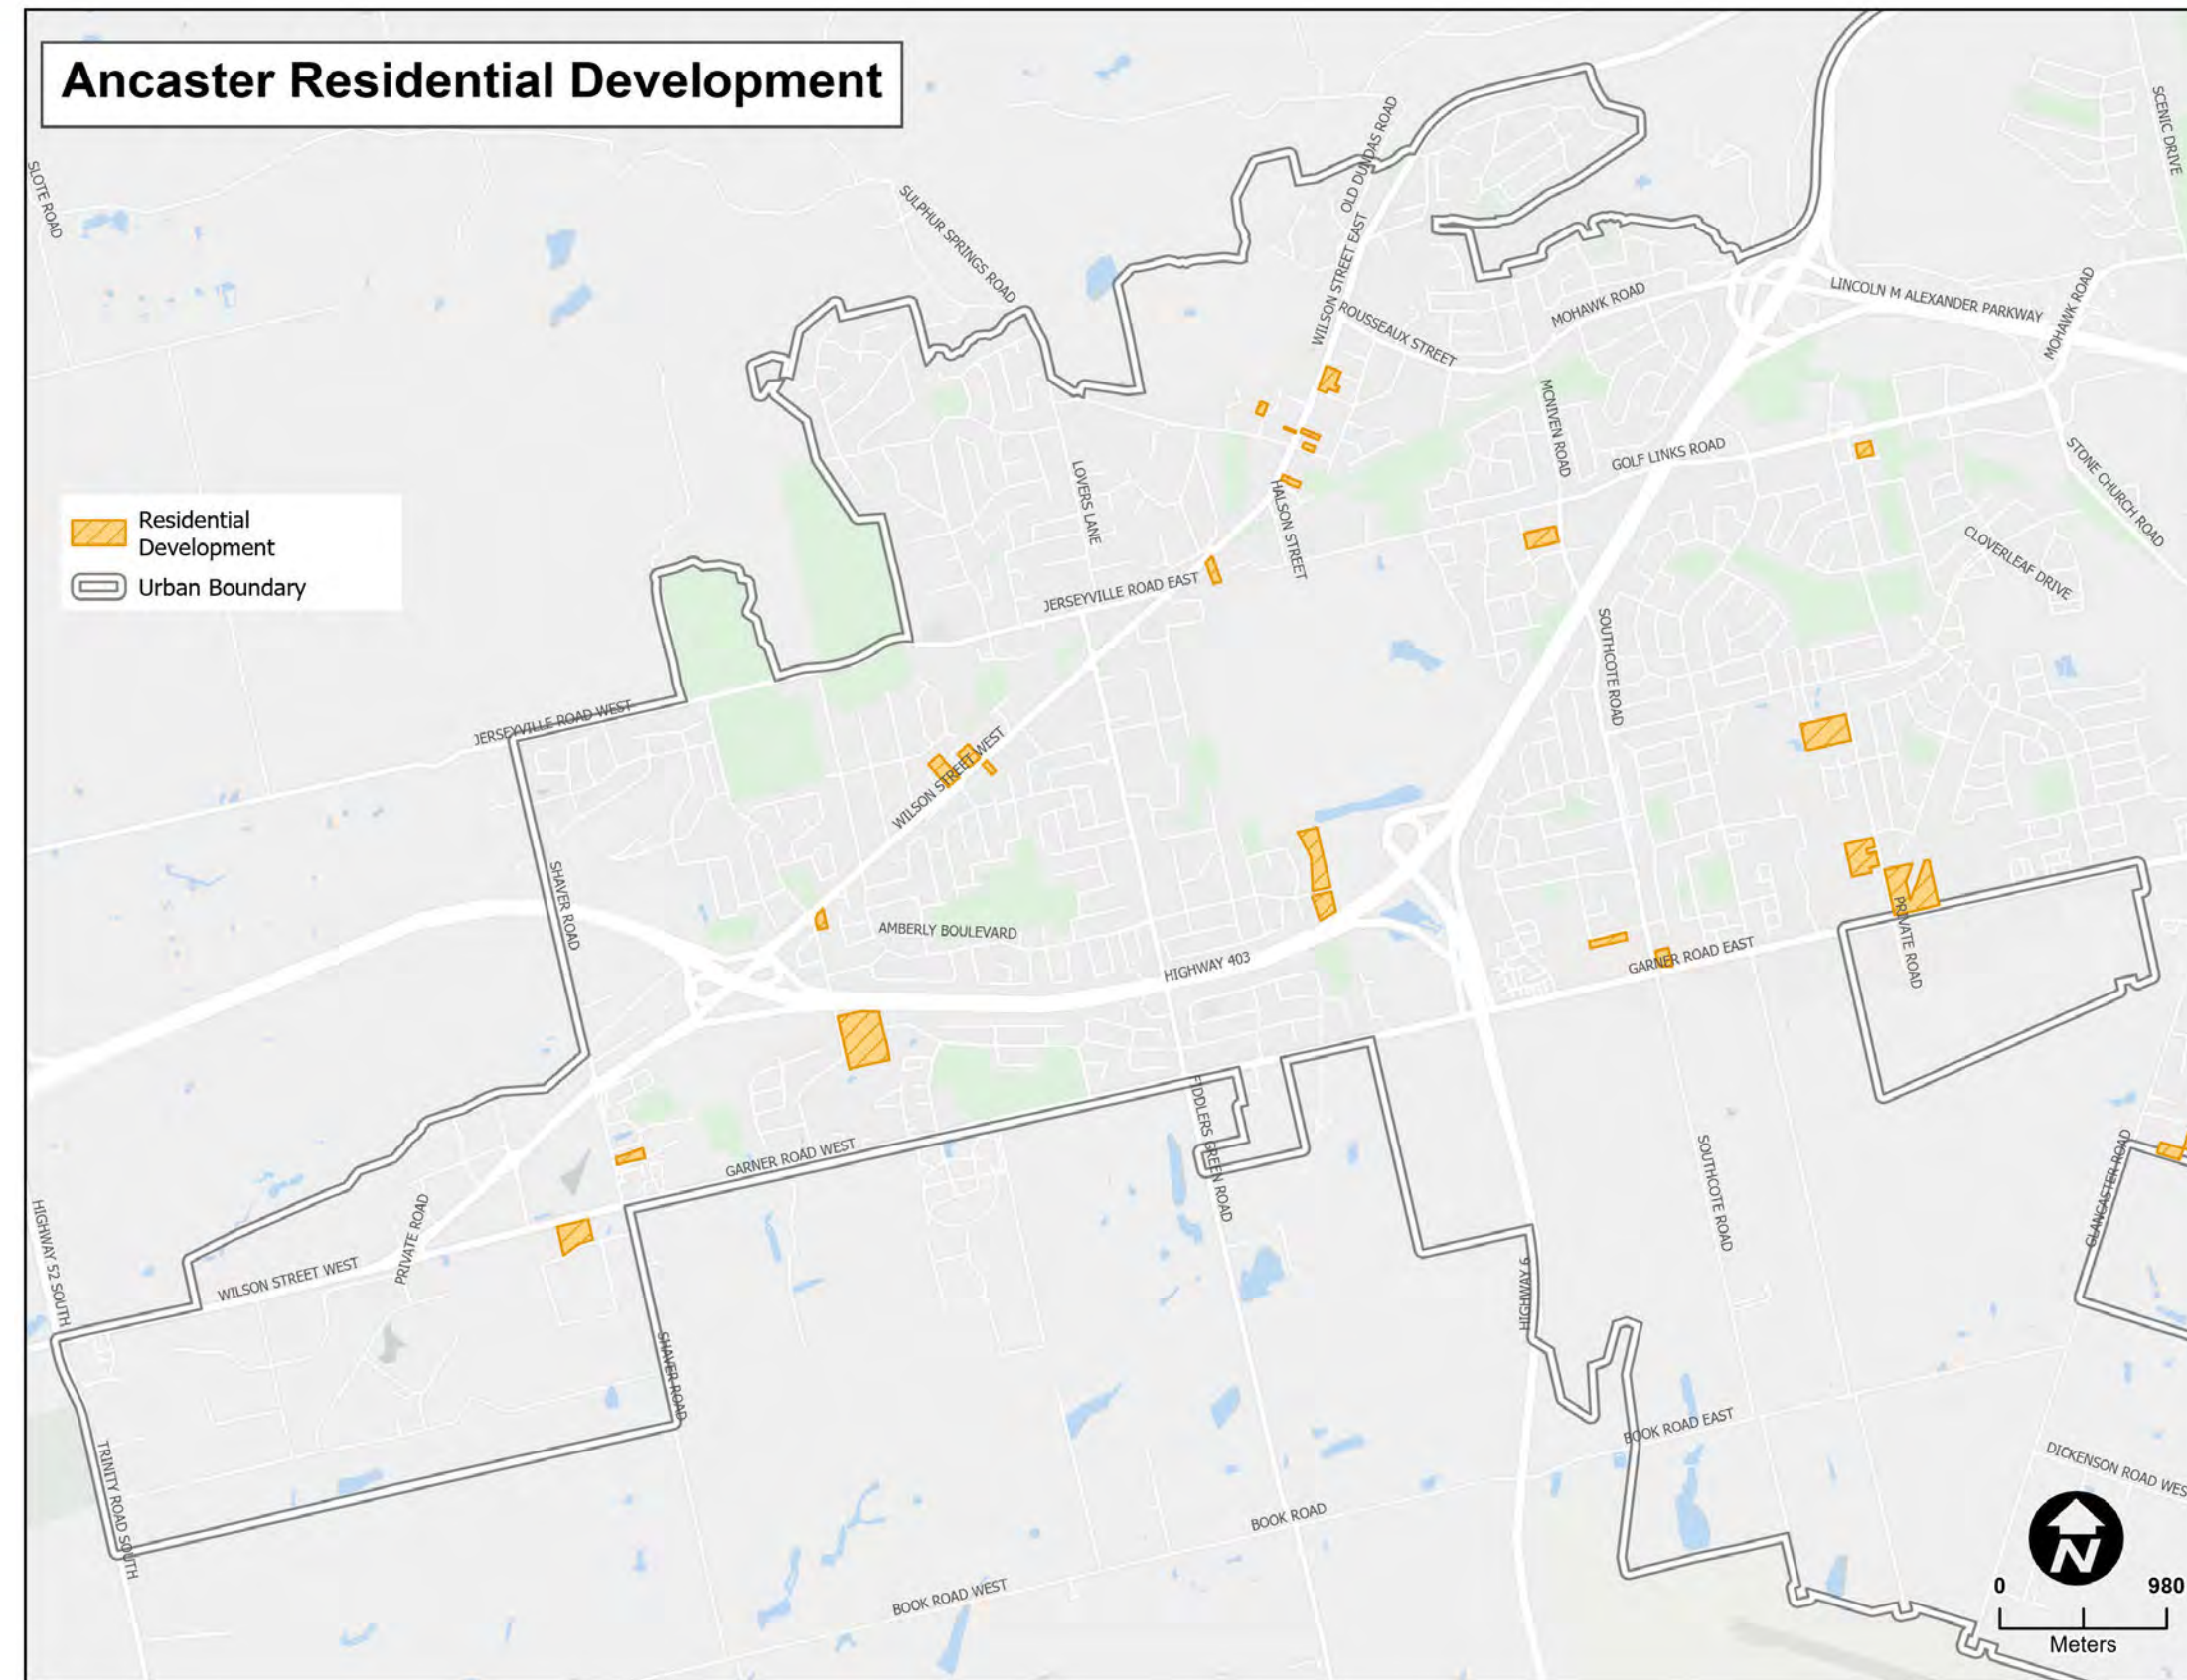 Ancaster Residential Development
SLOTE ROAD
SULPHUR SPRINGS ROAD
OLD DUNDAS ROAD
SCENIC DRIVE
WILSON STREET EAST
ROUSSEAUX STREET
MOHAWK ROAD
LINCOLN M ALEXANDER PARKWAY
MOHAWK ROAD
MCNIVEN ROAD
GOLF LINKS ROAD
STONE CHURCH ROAD
LOVERS LANE
HALSON STREET
CLOVERLEAF DRIVE
Residential
Development
Urban Boundary
JERSEYVILLE ROAD EAST
SOUTHCOTE ROAD
JERSEYVILLE ROAD WEST
WILSON STREET WEST
SHAVER ROAD
AMBERLY BOULEVARD
HIGHWAY 403
GARNER ROAD EAST
PRIVATE ROAD
GARNER ROAD WEST
FIDDLERS GREEN ROAD
SOUTHCOTE ROAD
GLANCASTER ROAD
HIGHWAY 52 SOUTH
PRIVATE ROAD
WILSON STREET WEST
HIGHWAY 6
SHAVER ROAD
BOOK ROAD EAST
TRINITY ROAD SOUTH
DICKENSON ROAD WES
BOOK ROAD
BOOK ROAD WEST
N
0 980
Meters